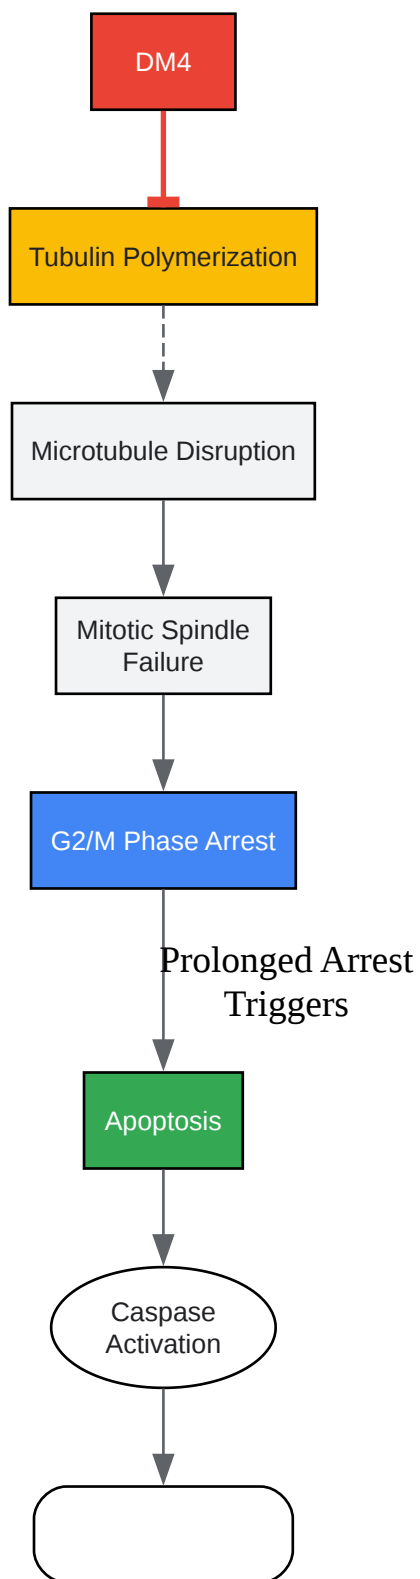 DM4
Tubulin Polymerization
Microtubule Disruption
Mitotic Spindle
Failure
G2/M Phase Arrest
Prolonged Arrest
Triggers
Apoptosis
Caspase
Activation